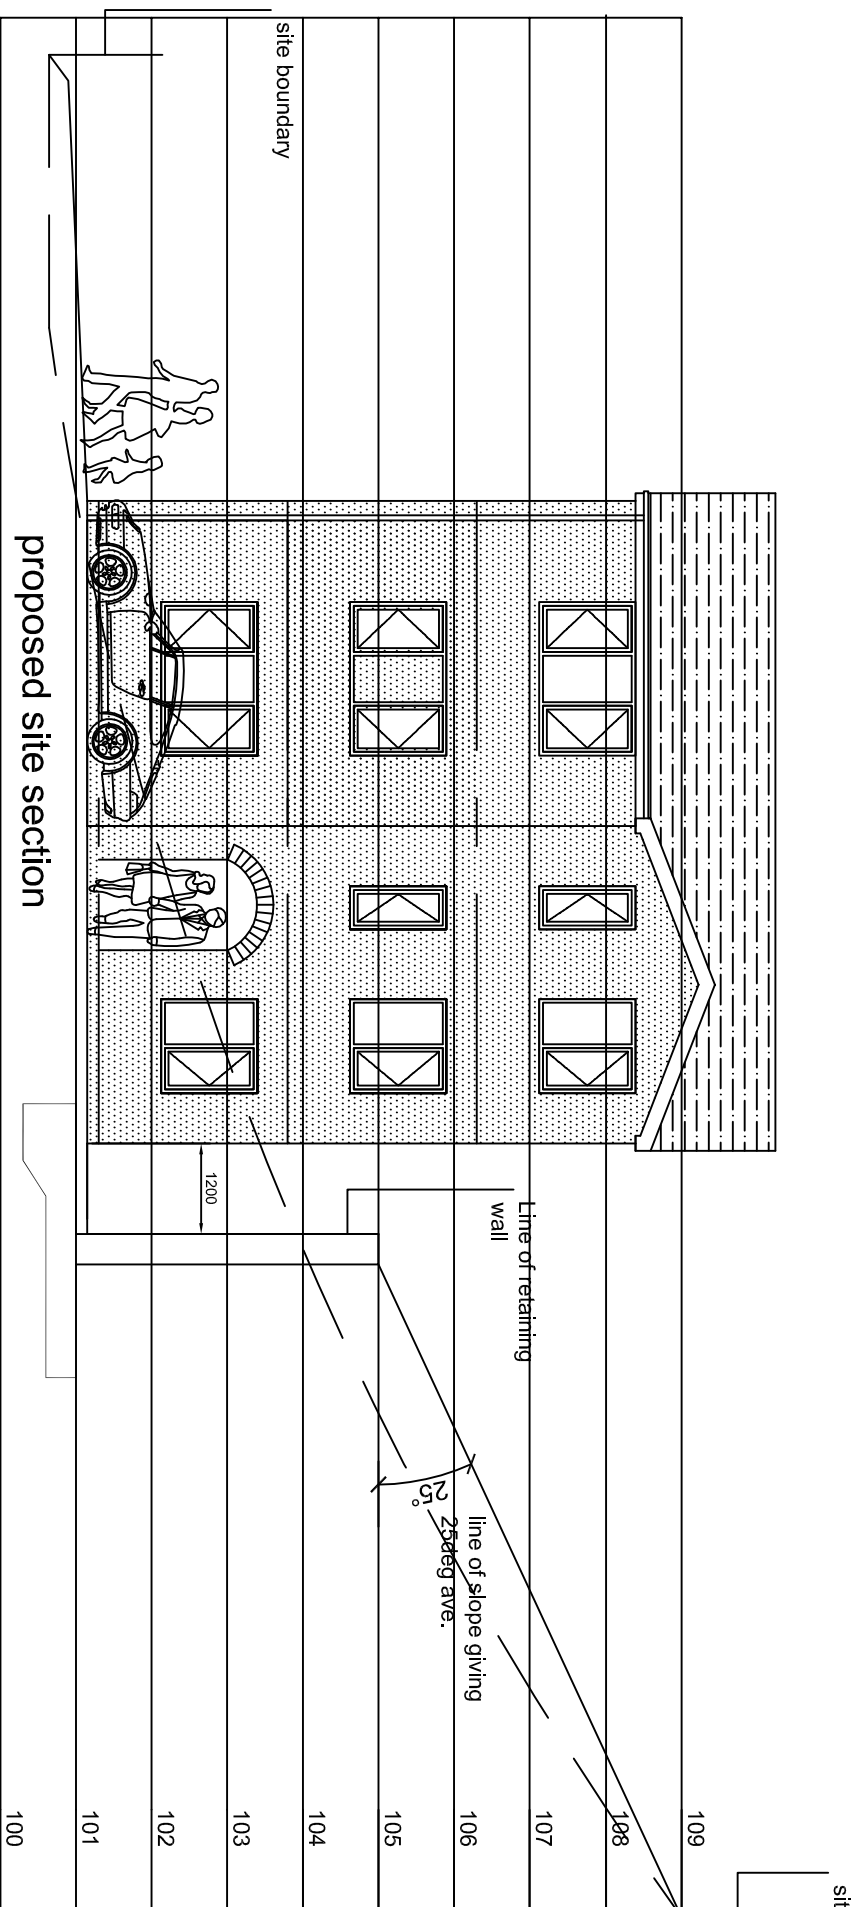 site boundary
proposed site section
1200
Line of retaining
wall
25°
line of slope giving
25deg ave.
109
108
107
106
105
104
103
102
101
100